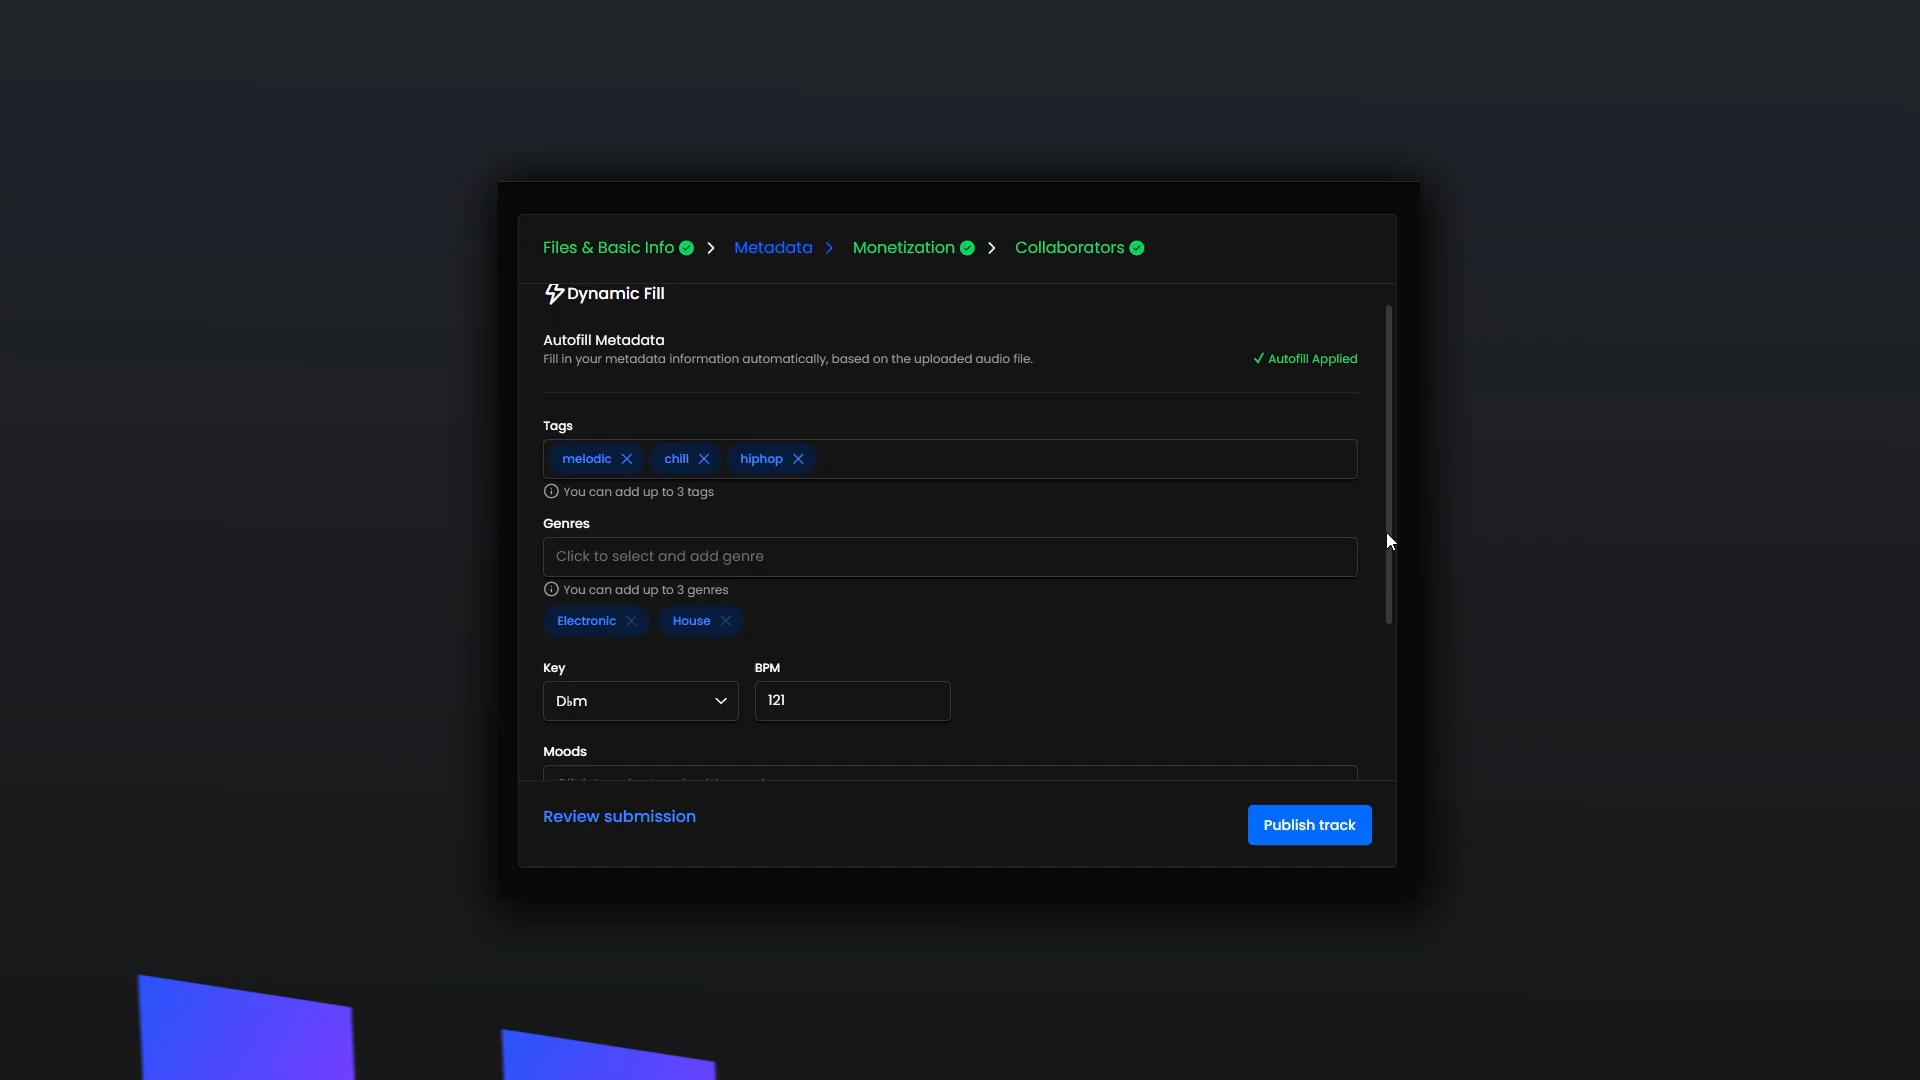 Files & Basic Info > Metadata > Monetization > Collaborators
Dynamic Fill
Autofill Metadata
Fill in your metadata information automatically, based on the uploaded audio file.
✓ Autofill Applied
Tags
melodic chill hiphop
You can add up to 3 tags
Genres
Click to select and add genre
You can add up to 3 genres
Electronic House
Key BPM
D♭m 121
Moods
Review submission
Publish track